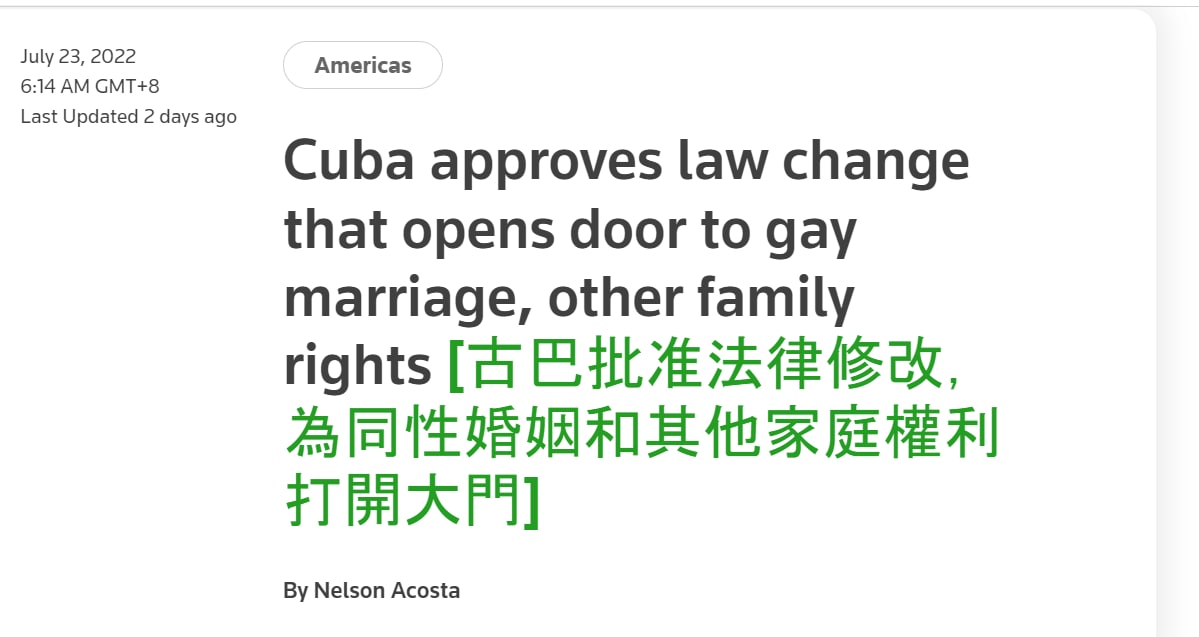 July 23, 2022
6:14 AM GMT+8
Last Updated 2 days ago
Americas
Cuba approves law change
that opens door to gay
marriage, other family
rights [古巴批准法律修改,
為同性婚姻和其他家庭權利
打開大門]
By Nelson Acosta